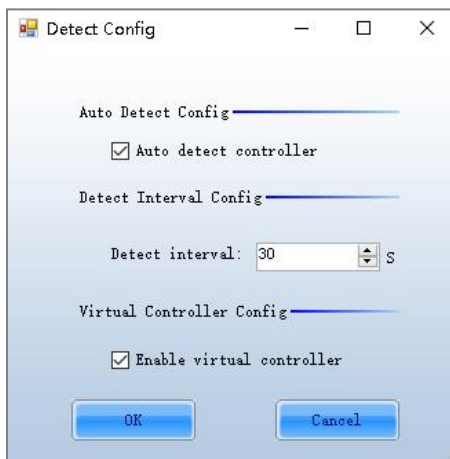 Detect Config
Auto Detect Config
Auto detect controller
Detect Interval Config
Detect interval: 30 S
Virtual Controller Config
Enable virtual controller
OK Cancel